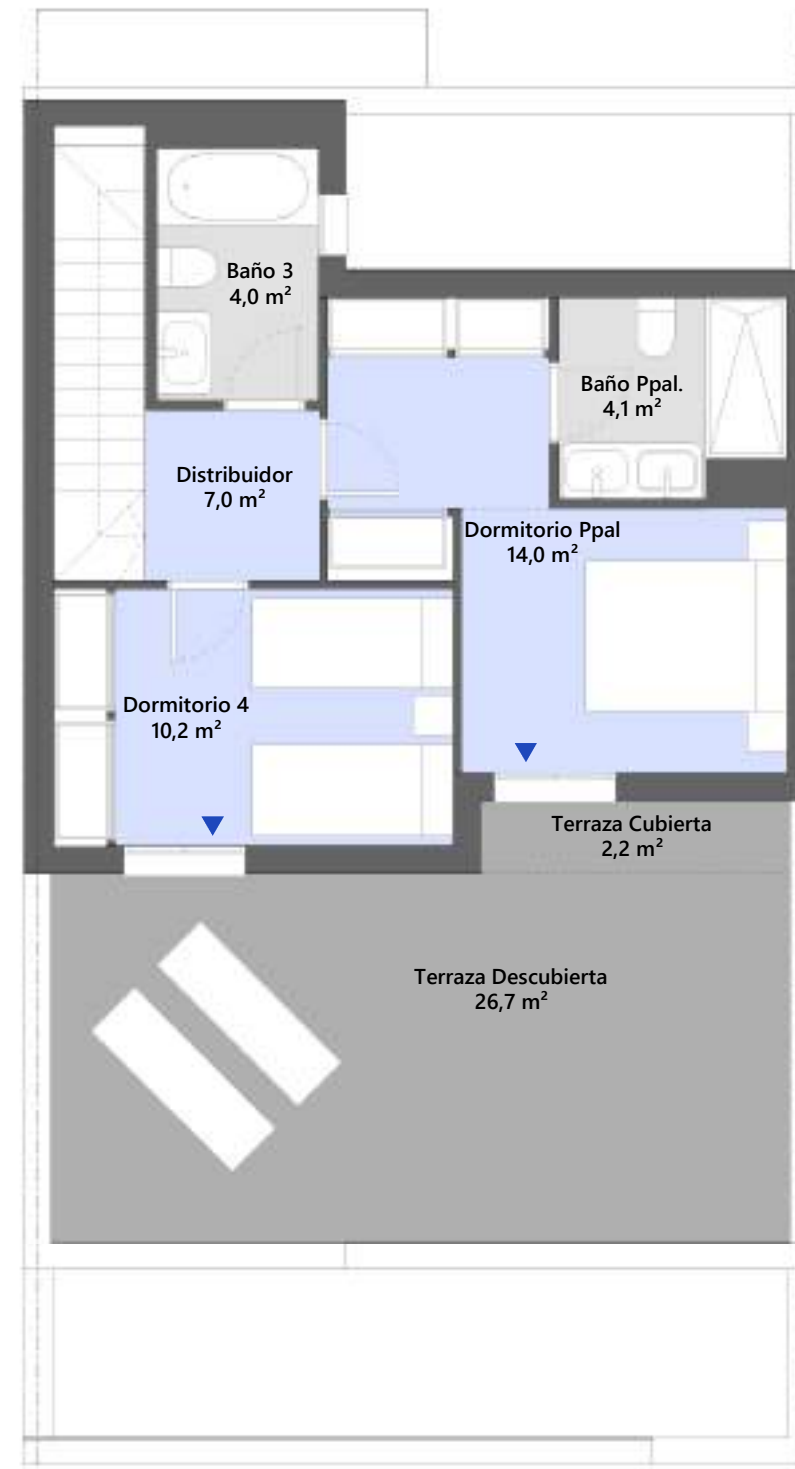 Baño 3
4,0 m²
Baño Ppal.
4,1 m²
Distribuidor
7,0 m²
Dormitorio Ppal
14,0 m²
Dormitorio 4
10,2 m²
Terraza Cubierta
2,2 m²
Terraza Descubierta
26,7 m²